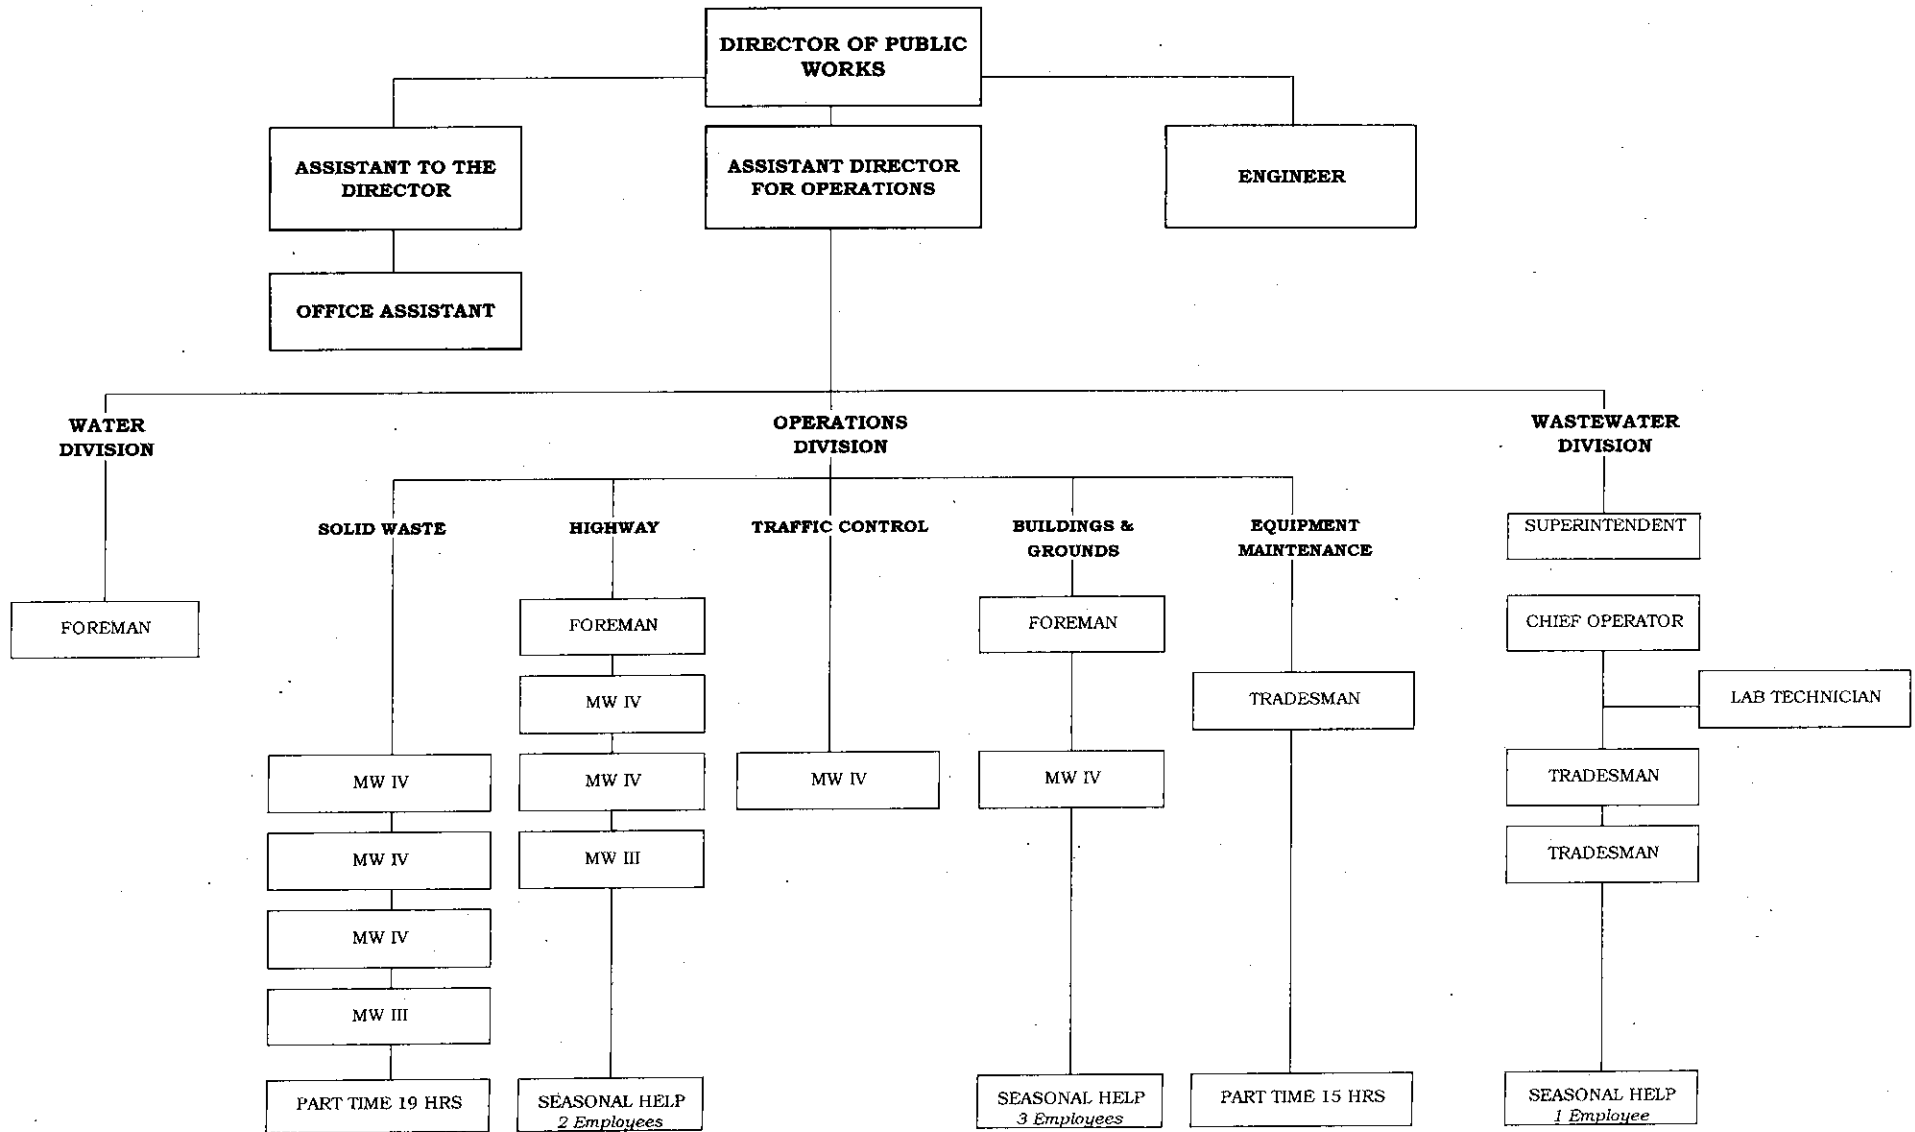 DIRECTOR OF PUBLIC
WORKS
ASSISTANT TO THE
DIRECTOR
ASSISTANT DIRECTOR
FOR OPERATIONS
ENGINEER
OFFICE ASSISTANT
WATER
DIVISION
OPERATIONS
DIVISION
WASTEWATER
DIVISION
SOLID WASTE
HIGHWAY
TRAFFIC CONTROL
BUILDINGS &
GROUNDS
EQUIPMENT
MAINTENANCE
SUPERINTENDENT
FOREMAN
FOREMAN
FOREMAN
CHIEF OPERATOR
MW IV
TRADESMAN
LAB TECHNICIAN
MW IV
MW IV
MW IV
MW IV
TRADESMAN
MW IV
MW III
TRADESMAN
MW IV
MW III
PART TIME 19 HRS
SEASONAL HELP
2 Employees
SEASONAL HELP
3 Employees
PART TIME 15 HRS
SEASONAL HELP
1 Employee